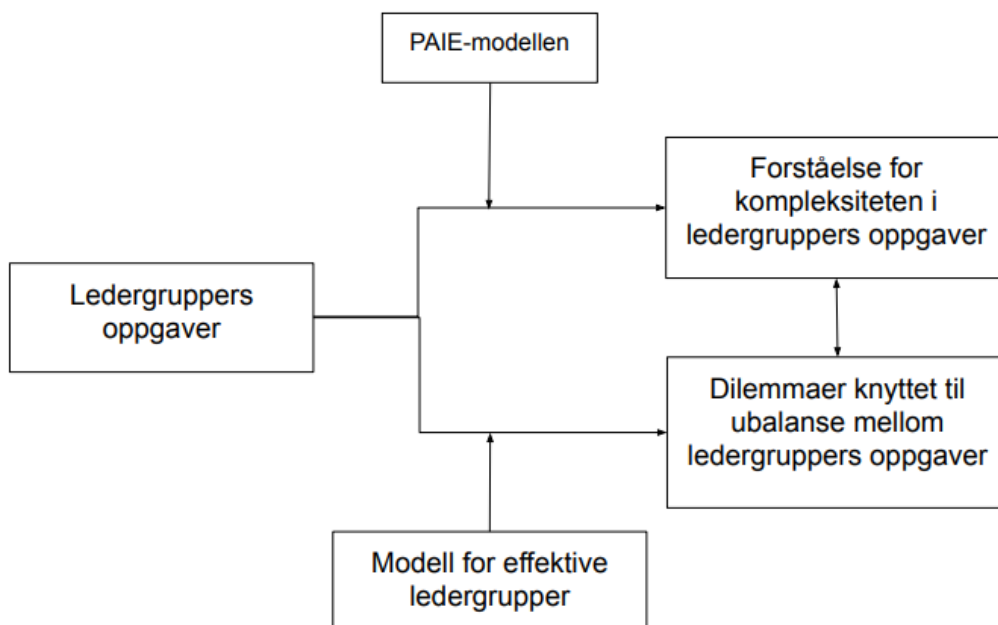 PAIE-modellen
Forståelse for
kompleksiteten i
ledergruppers oppgaver
Ledergruppers
oppgaver
Dilemmaer knyttet til
ubalanse mellom
ledergruppers oppgaver
Modell for effektive
ledergrupper